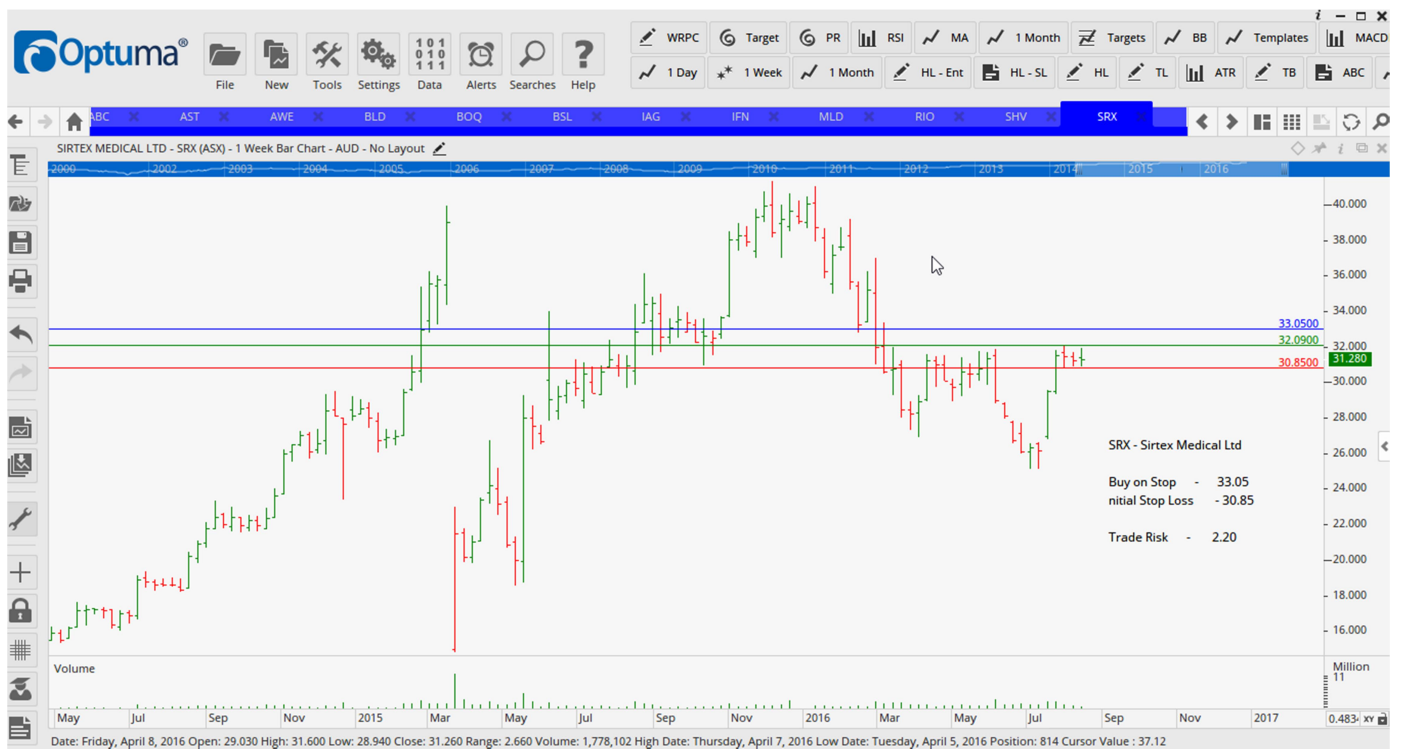 i
Optuma®
WRPC Target PR RSI MA 1 Month Targets BB Templates MACD
1 Day 1 Week 1 Month HL - Ent HL - SL HL TL ATR TB ABC
101
010
111
File New Tools Settings Data Alerts Searches Help
ABC AST AWE BLD BOQ BSL IAG IFN MLD RIO SHV SRX
SIRTEX MEDICAL LTD - SRX (ASX) - 1 Week Bar Chart - AUD - No Layout
2000 2002 2003 2004 2005 2006 2007 2008 2009 2010 2011 2012 2013 2014 2015 2016
40.000
38.000
36.000
34.000
33.0500
32.0900
32.000
31.280
30.8500
30.000
28.000
26.000
24.000
22.000
20.000
18.000
16.000
SRX - Sirtex Medical Ltd
Buy on Stop - 33.05
nitial Stop Loss - 30.85
Trade Risk - 2.20
Volume
Million
11
May Jul Sep Nov 2015 Mar May Jul Sep Nov 2016 Mar May Jul Sep Nov 2017
XY
Date: Friday, April 8, 2016 Open: 29.030 High: 31.600 Low: 28.940 Close: 31.260 Range: 2.660 Volume: 1,778,102 High Date: Thursday, April 7, 2016 Low Date: Tuesday, April 5, 2016 Position: 814 Cursor Value : 37.12